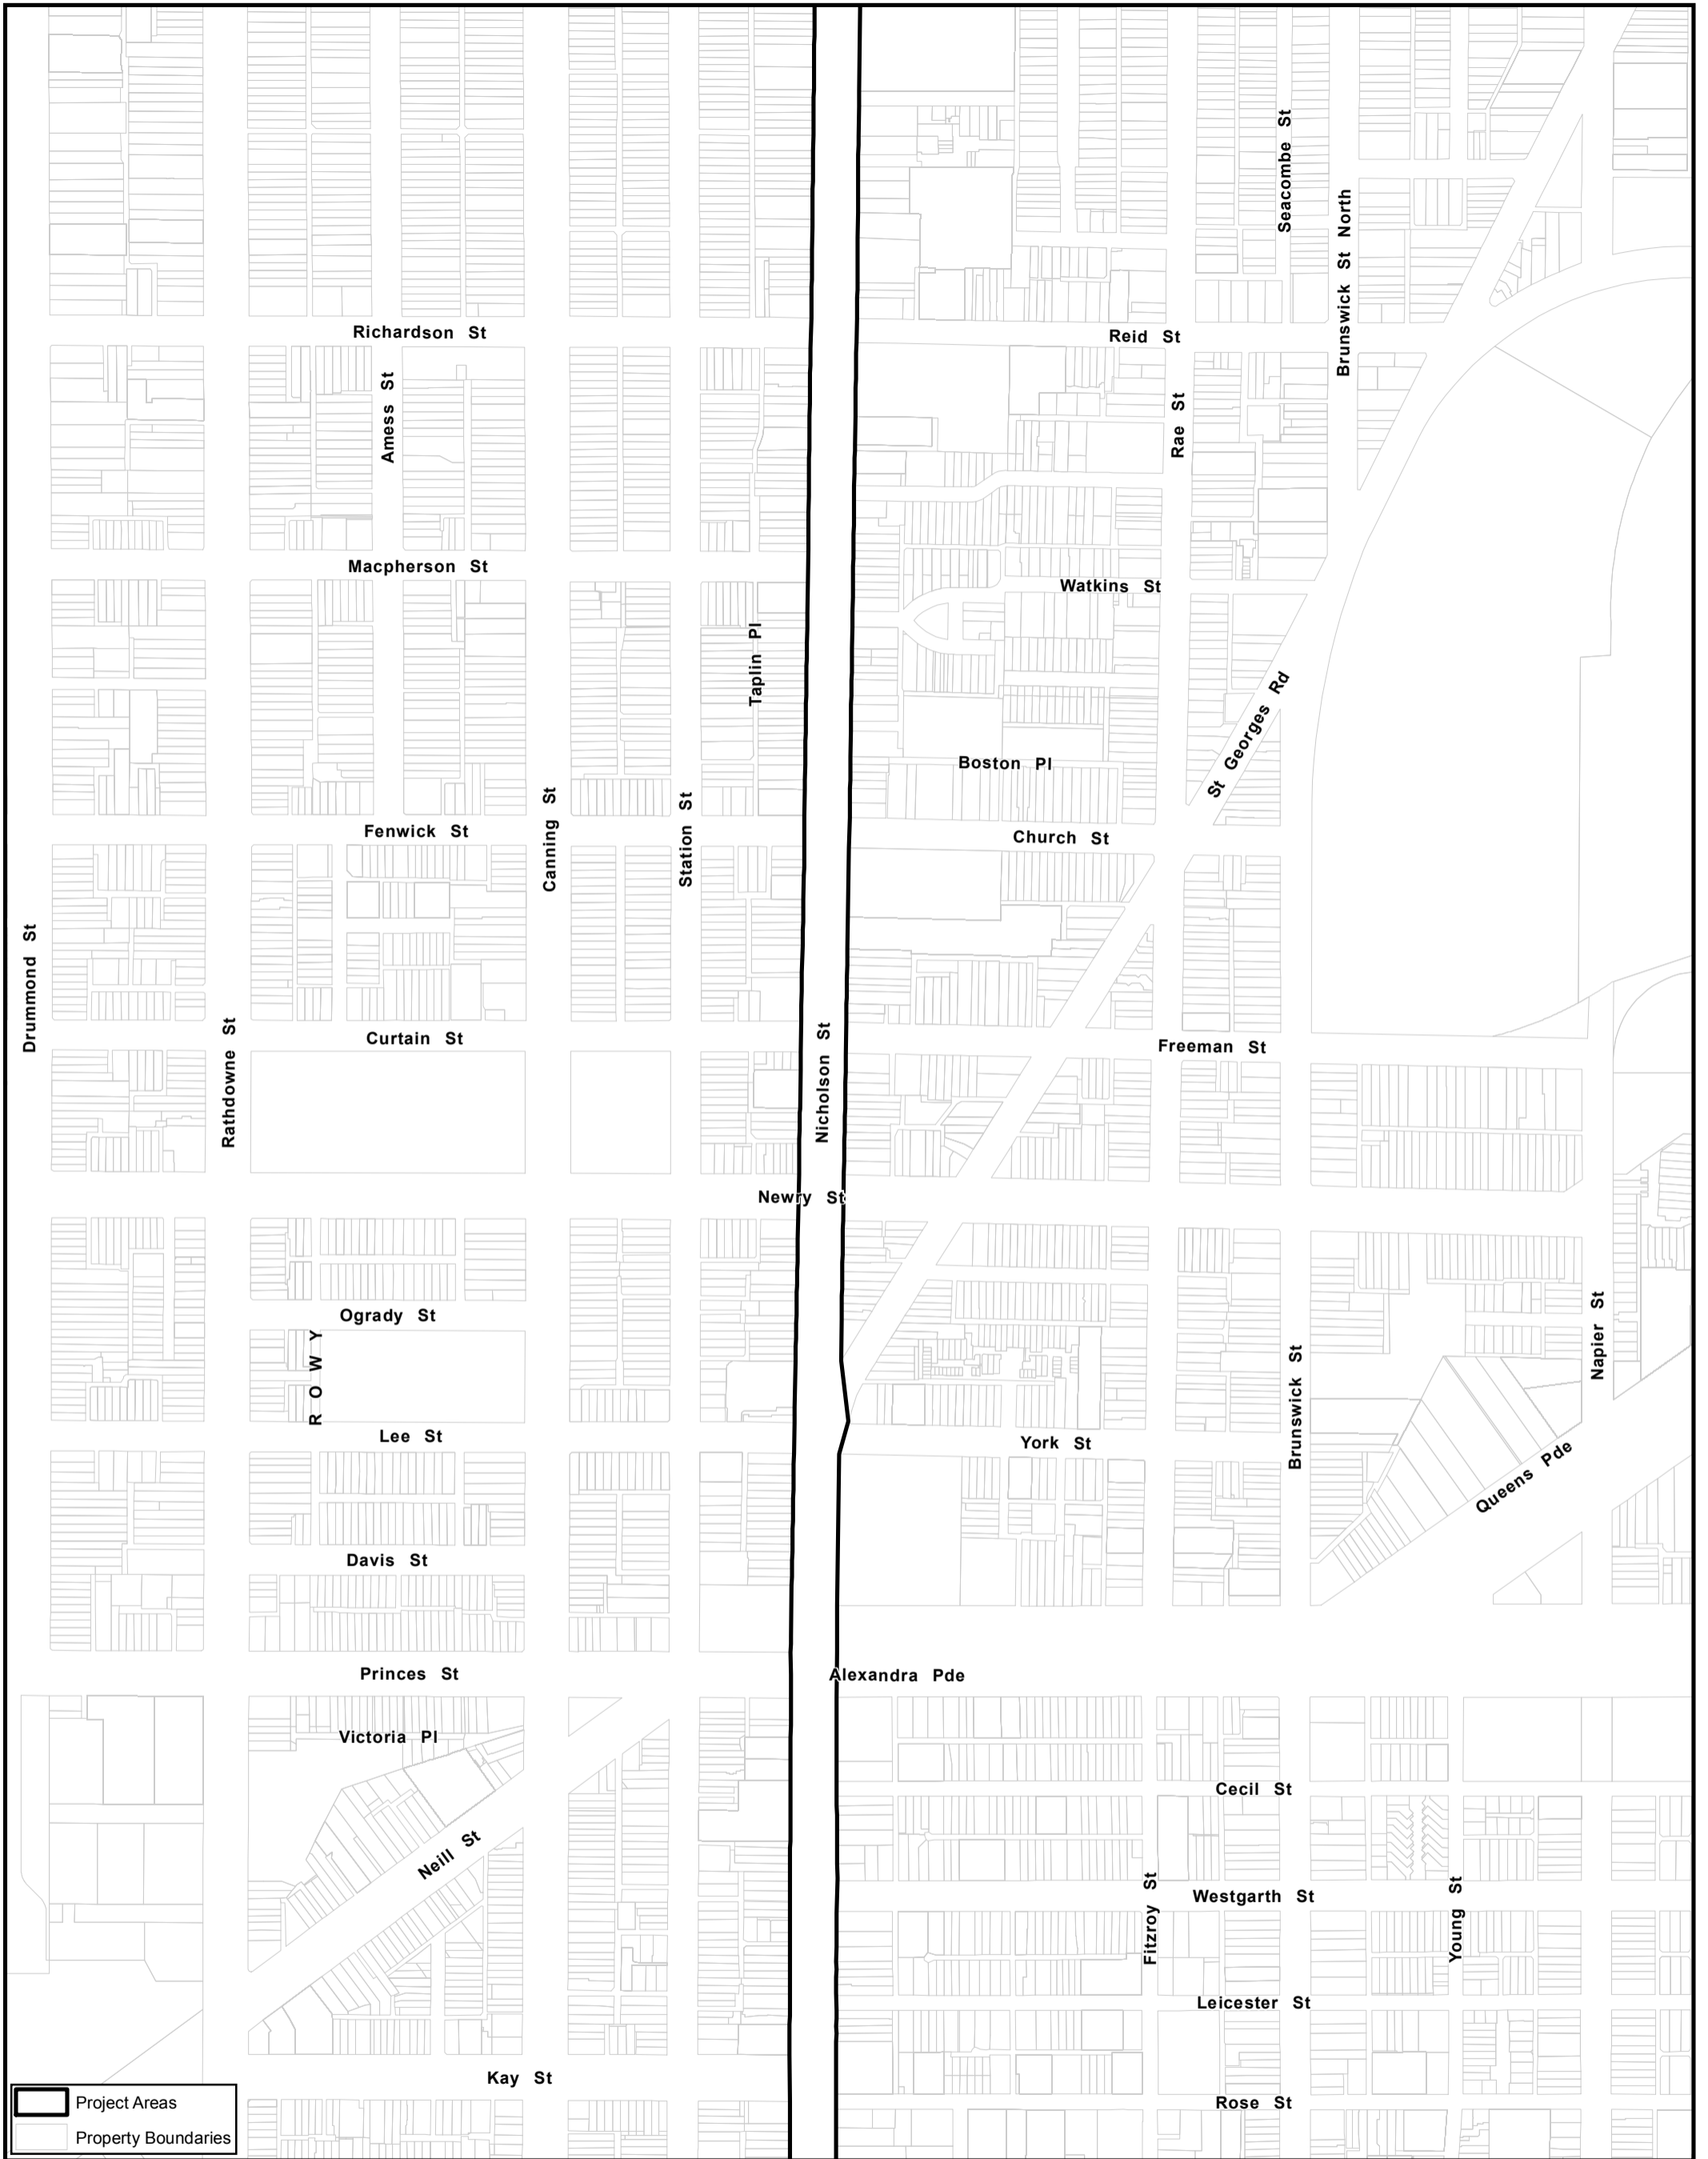 Seacombe St
Brunswick St North
Richardson St
Reid St
Amess St
Rae St
Macpherson St
Watkins St
Taplin Pl
St Georges Rd
Boston Pl
Canning St
Station St
Fenwick St
Church St
Drummond St
Rathdowne St
Curtain St
Nicholson St
Freeman St
Newry St
Ogrady St
R O W Y
Napier St
Brunswick St
Lee St
York St
Queens Pde
Davis St
Princes St
Alexandra Pde
Victoria Pl
Cecil St
Neill St
Fitzroy St
Westgarth St
Young St
Leicester St
Kay St
Rose St
Project Areas
Property Boundaries